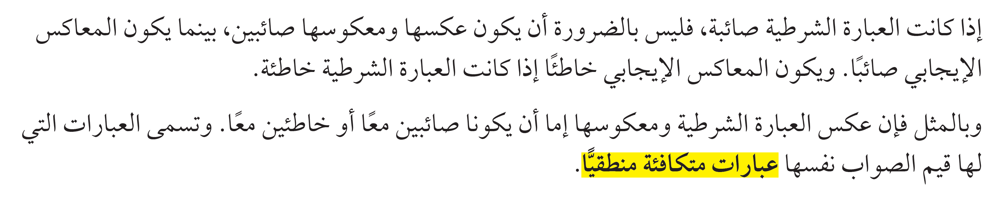 إذا كانت العبارة الشرطية صائبة، فليس بالضرورة أن يكون عكسها ومعكوسها صائبين، بينما يكون المعاكس
الإيجابي صائبًا. ويكون المعاكس الإيجابي خاطئًا إذا كانت العبارة الشرطية خاطئة.
وبالمثل فإن عكس العبارة الشرطية ومعكوسها إما أن يكونا صائبين معًا أو خاطئين معًا. وتسمى العبارات التي
لها قيم الصواب نفسها عبارات متكافئة منطقيًّا.